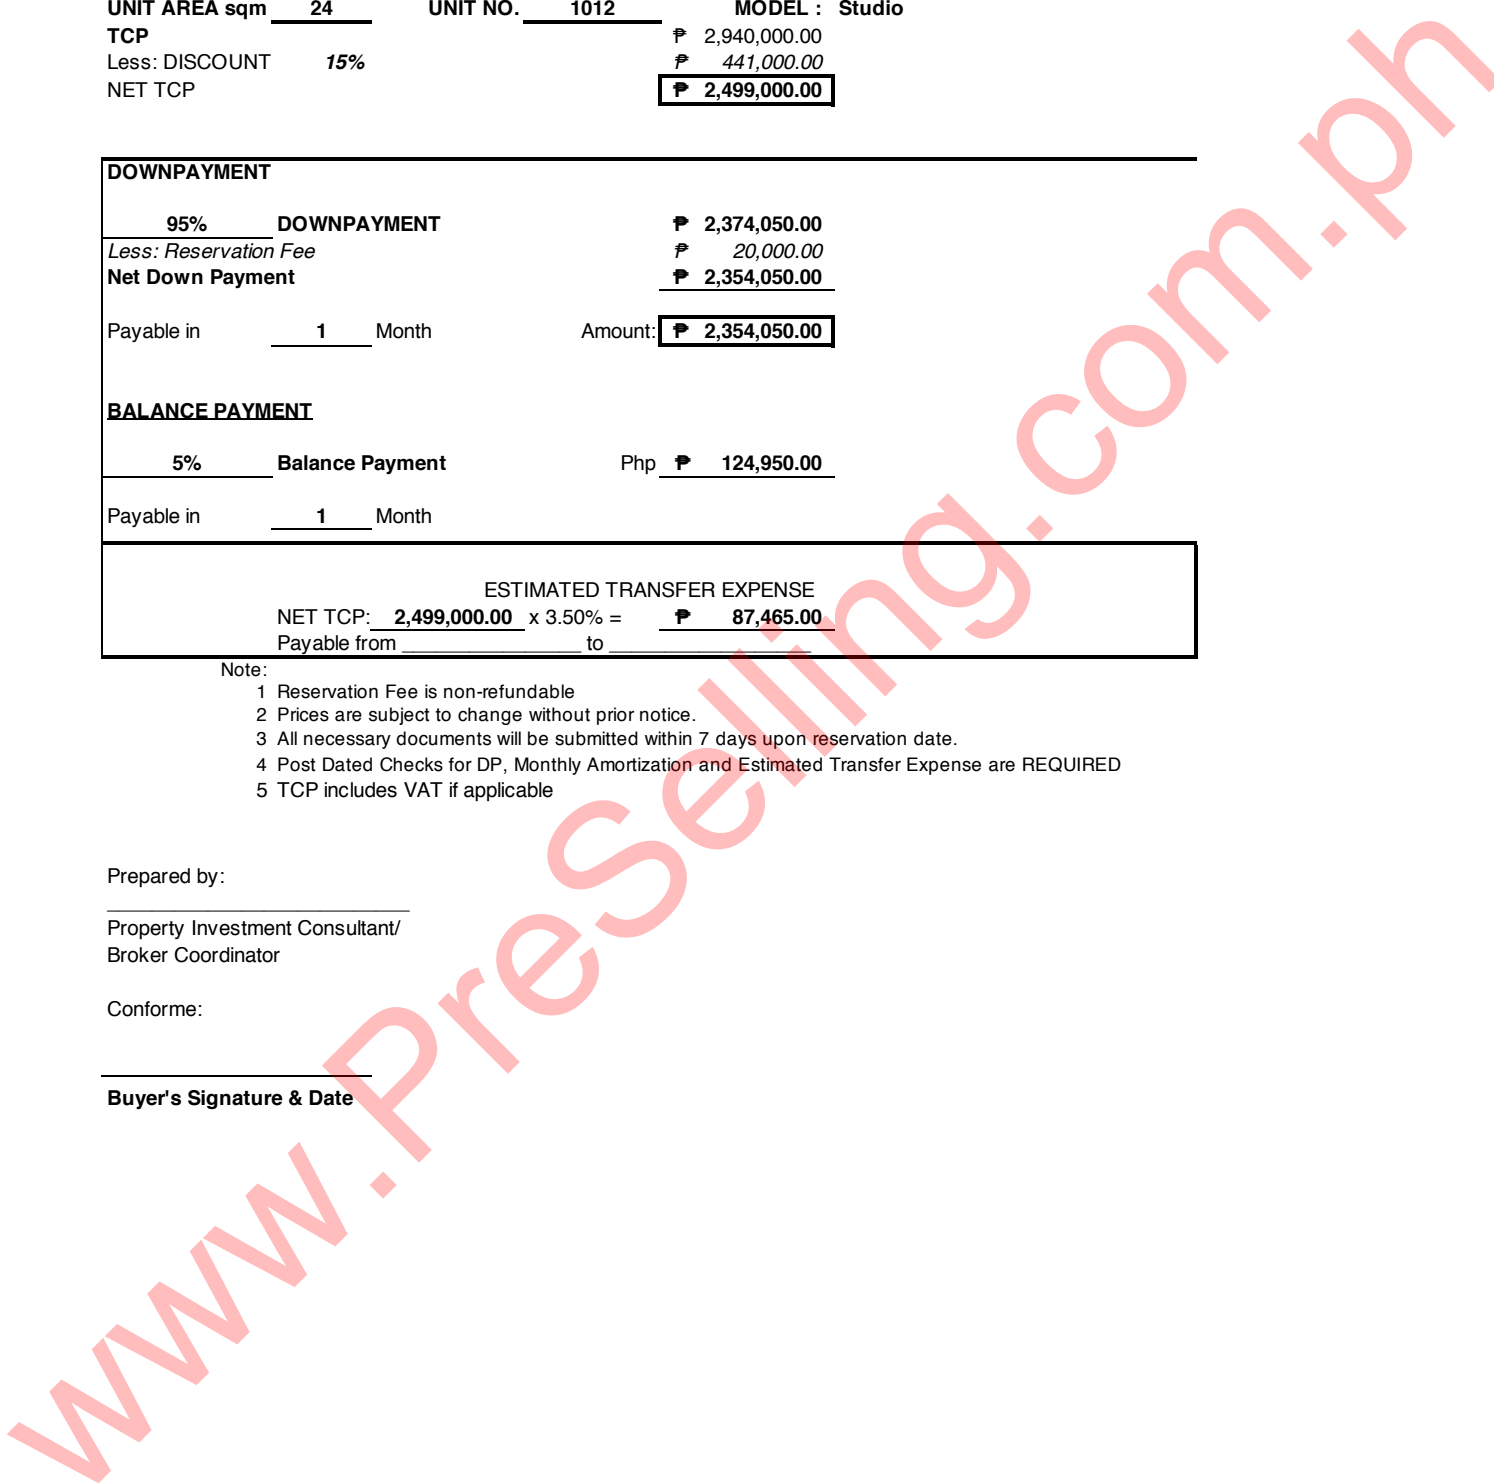 UNIT AREA sqm 24 UNIT NO. 1012 MODEL : Studio
TCP ₱ 2,940,000.00
Less: DISCOUNT 15% ₱ 441,000.00
NET TCP ₱ 2,499,000.00
DOWNPAYMENT
95% DOWNPAYMENT ₱ 2,374,050.00
Less: Reservation Fee ₱ 20,000.00
Net Down Payment ₱ 2,354,050.00
Payable in 1 Month Amount: ₱ 2,354,050.00
BALANCE PAYMENT
5% Balance Payment Php ₱ 124,950.00
Payable in 1 Month
ESTIMATED TRANSFER EXPENSE
NET TCP: 2,499,000.00 x 3.50% = ₱ 87,465.00
Payable from ________________ to __________________
Note:
1 Reservation Fee is non-refundable
2 Prices are subject to change without prior notice.
3 All necessary documents will be submitted within 7 days upon reservation date.
4 Post Dated Checks for DP, Monthly Amortization and Estimated Transfer Expense are REQUIRED
5 TCP includes VAT if applicable
Prepared by:
Property Investment Consultant/
Broker Coordinator
Conforme:
Buyer's Signature & Date
www.PreSelling.com.ph